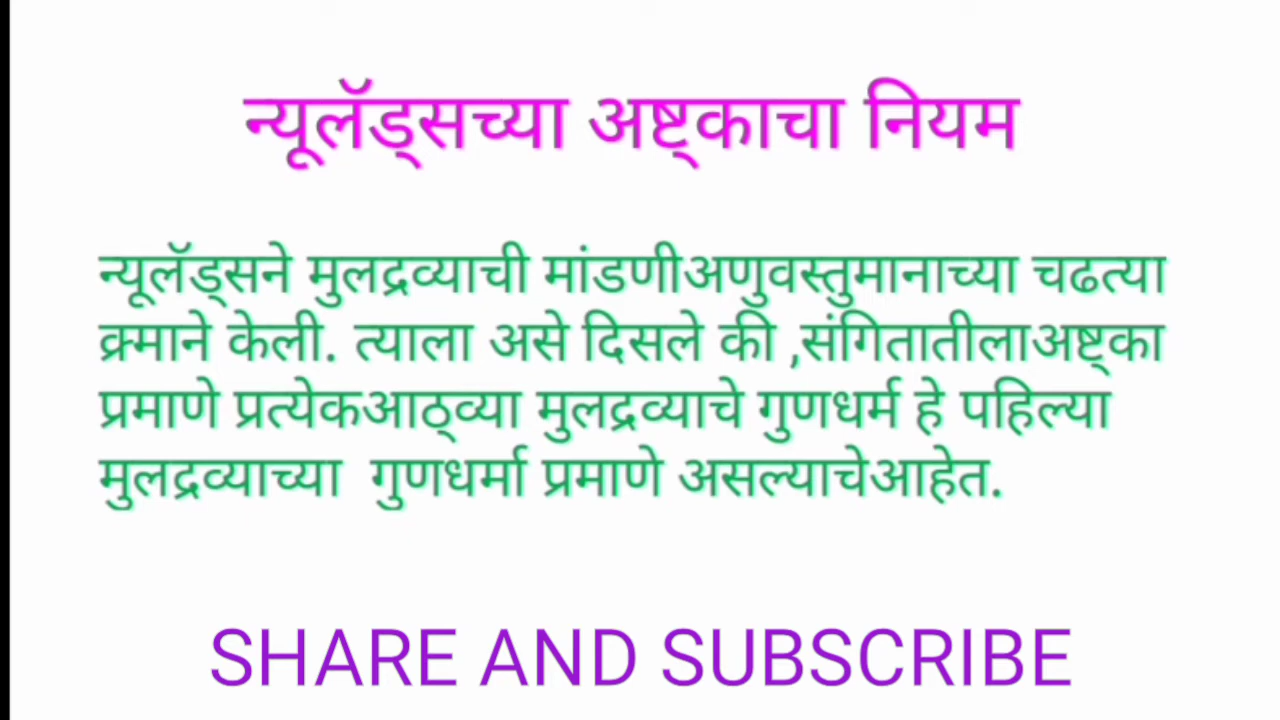 न्यूलॅड्सच्या अष्ट्काचा नियम
न्यूलॅड्सने मुलद्रव्याची मांडणीअणुवस्तुमानाच्या चढत्या
क्र्माने केली. त्याला असे दिसले की ,संगितातीलाअष्ट्का
प्रमाणे प्रत्येकआठ्व्या मुलद्रव्याचे गुणधर्म हे पहिल्या
मुलद्रव्याच्या गुणधर्मा प्रमाणे असल्याचेआहेत.
SHARE AND SUBSCRIBE